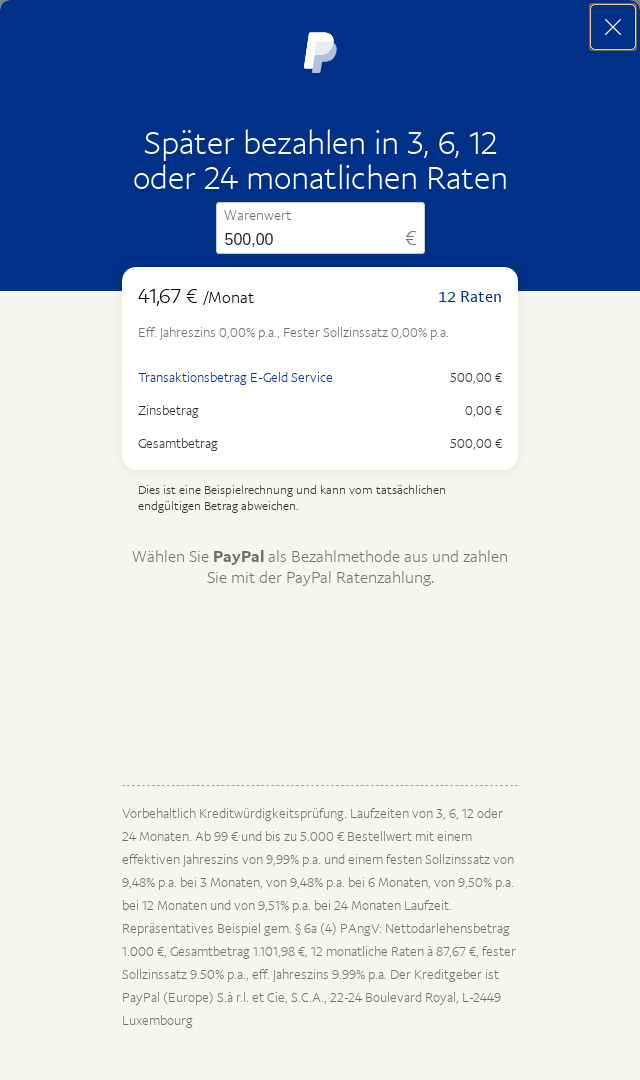 Später bezahlen in 3, 6, 12
oder 24 monatlichen Raten
Warenwert
500,00 €
41,67 € /Monat 12 Raten
Eff. Jahreszins 0,00% p.a., Fester Sollzinssatz 0,00% p.a.
Transaktionsbetrag E-Geld Service 500,00 €
Zinsbetrag 0,00 €
Gesamtbetrag 500,00 €
Dies ist eine Beispielrechnung und kann vom tatsächlichen
endgültigen Betrag abweichen.
Wählen Sie PayPal als Bezahlmethode aus und zahlen
Sie mit der PayPal Ratenzahlung.
Vorbehaltlich Kreditwürdigkeitsprüfung. Laufzeiten von 3, 6, 12 oder
24 Monaten. Ab 99 € und bis zu 5.000 € Bestellwert mit einem
effektiven Jahreszins von 9,99% p.a. und einem festen Sollzinssatz von
9,48% p.a. bei 3 Monaten, von 9,48% p.a. bei 6 Monaten, von 9,50% p.a.
bei 12 Monaten und von 9,51% p.a. bei 24 Monaten Laufzeit.
Repräsentatives Beispiel gem. § 6a (4) PAngV: Nettodarlehensbetrag
1.000 €, Gesamtbetrag 1.101,98 €, 12 monatliche Raten à 87,67 €, fester
Sollzinssatz 9.50% p.a., eff. Jahreszins 9.99% p.a. Der Kreditgeber ist
PayPal (Europe) S.à r.l. et Cie, S.C.A., 22-24 Boulevard Royal, L-2449
Luxembourg